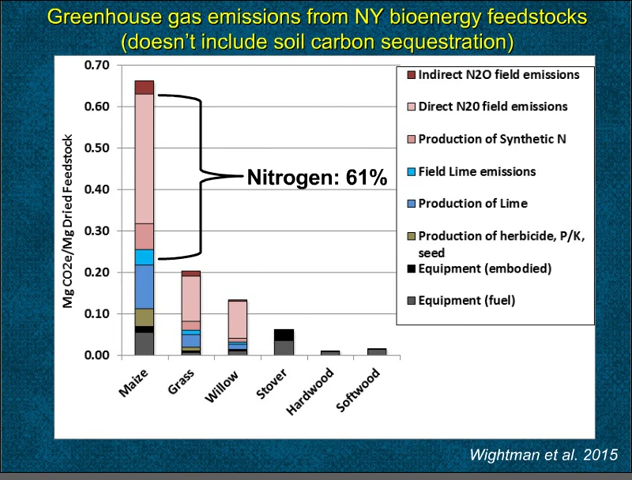 Greenhouse gas emissions from NY bioenergy feedstocks
(doesn't include soil carbon sequestration)
0.70
0.60
0.50
0.40
0.30
0.20
0.10
0.00
Mg CO2e/Mg Dried Feedstock
Nitrogen: 61%
Maize
Grass
Willow
Stover
Hardwood
Softwood
Indirect N2O field emissions
Direct N20 field emissions
Production of Synthetic N
Field Lime emissions
Production of Lime
Production of herbicide, P/K,
seed
Equipment (embodied)
Equipment (fuel)
Wightman et al. 2015